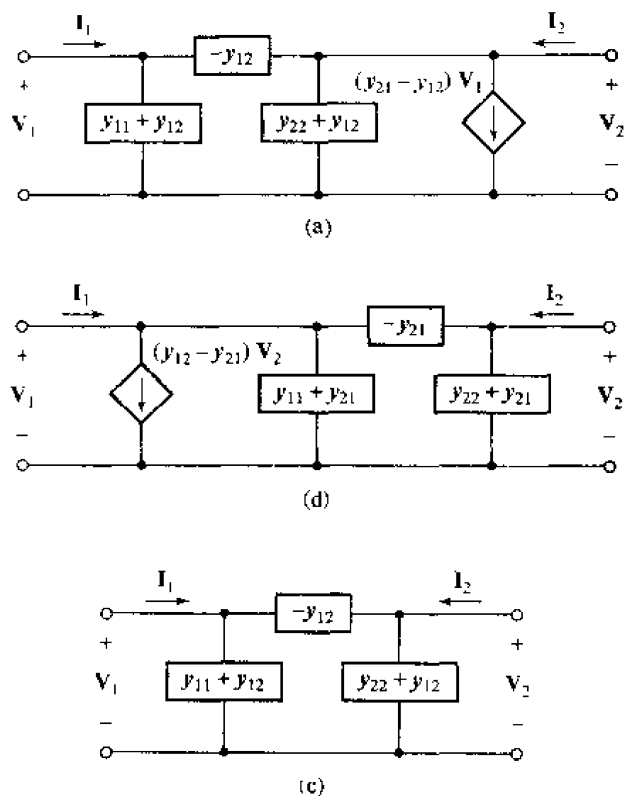 I₁ I₂
−y₁₂
(y₂₁ − y₁₂) V₁
+ +
V₁ y₁₁ + y₁₂ y₂₂ + y₁₂ V₂
− −
(a)
I₁ I₂
−y₂₁
(y₁₂ − y₂₁) V₂
+ +
V₁ y₁₁ + y₂₁ y₂₂ + y₂₁ V₂
− −
(d)
I₁ I₂
−y₁₂
+ +
V₁ y₁₁ + y₁₂ y₂₂ + y₁₂ V₂
− −
(c)